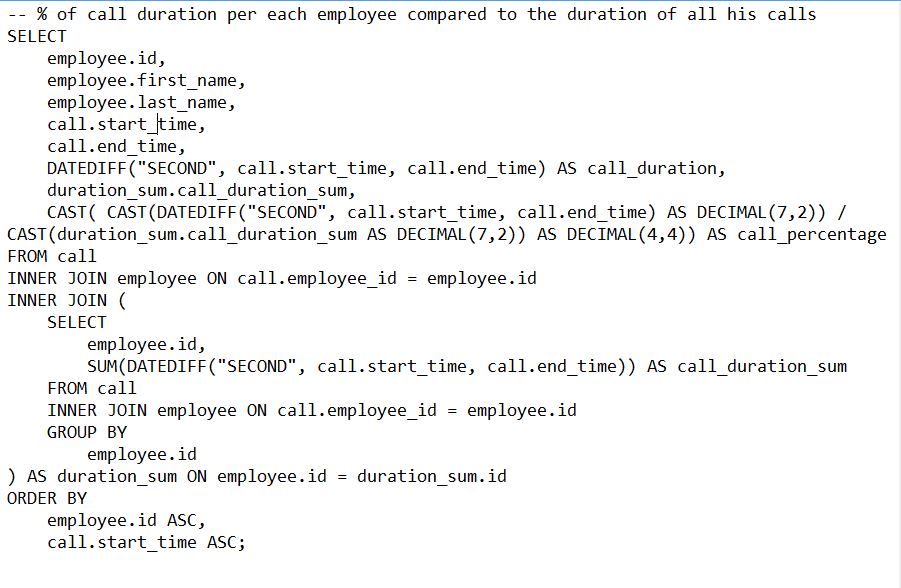 -- % of call duration per each employee compared to the duration of all his calls
SELECT
    employee.id,
    employee.first_name,
    employee.last_name,
    call.start_time,
    call.end_time,
    DATEDIFF("SECOND", call.start_time, call.end_time) AS call_duration,
    duration_sum.call_duration_sum,
    CAST( CAST(DATEDIFF("SECOND", call.start_time, call.end_time) AS DECIMAL(7,2)) /
CAST(duration_sum.call_duration_sum AS DECIMAL(7,2)) AS DECIMAL(4,4)) AS call_percentage
FROM call
INNER JOIN employee ON call.employee_id = employee.id
INNER JOIN (
    SELECT
        employee.id,
        SUM(DATEDIFF("SECOND", call.start_time, call.end_time)) AS call_duration_sum
    FROM call
    INNER JOIN employee ON call.employee_id = employee.id
    GROUP BY
        employee.id
) AS duration_sum ON employee.id = duration_sum.id
ORDER BY
    employee.id ASC,
    call.start_time ASC;